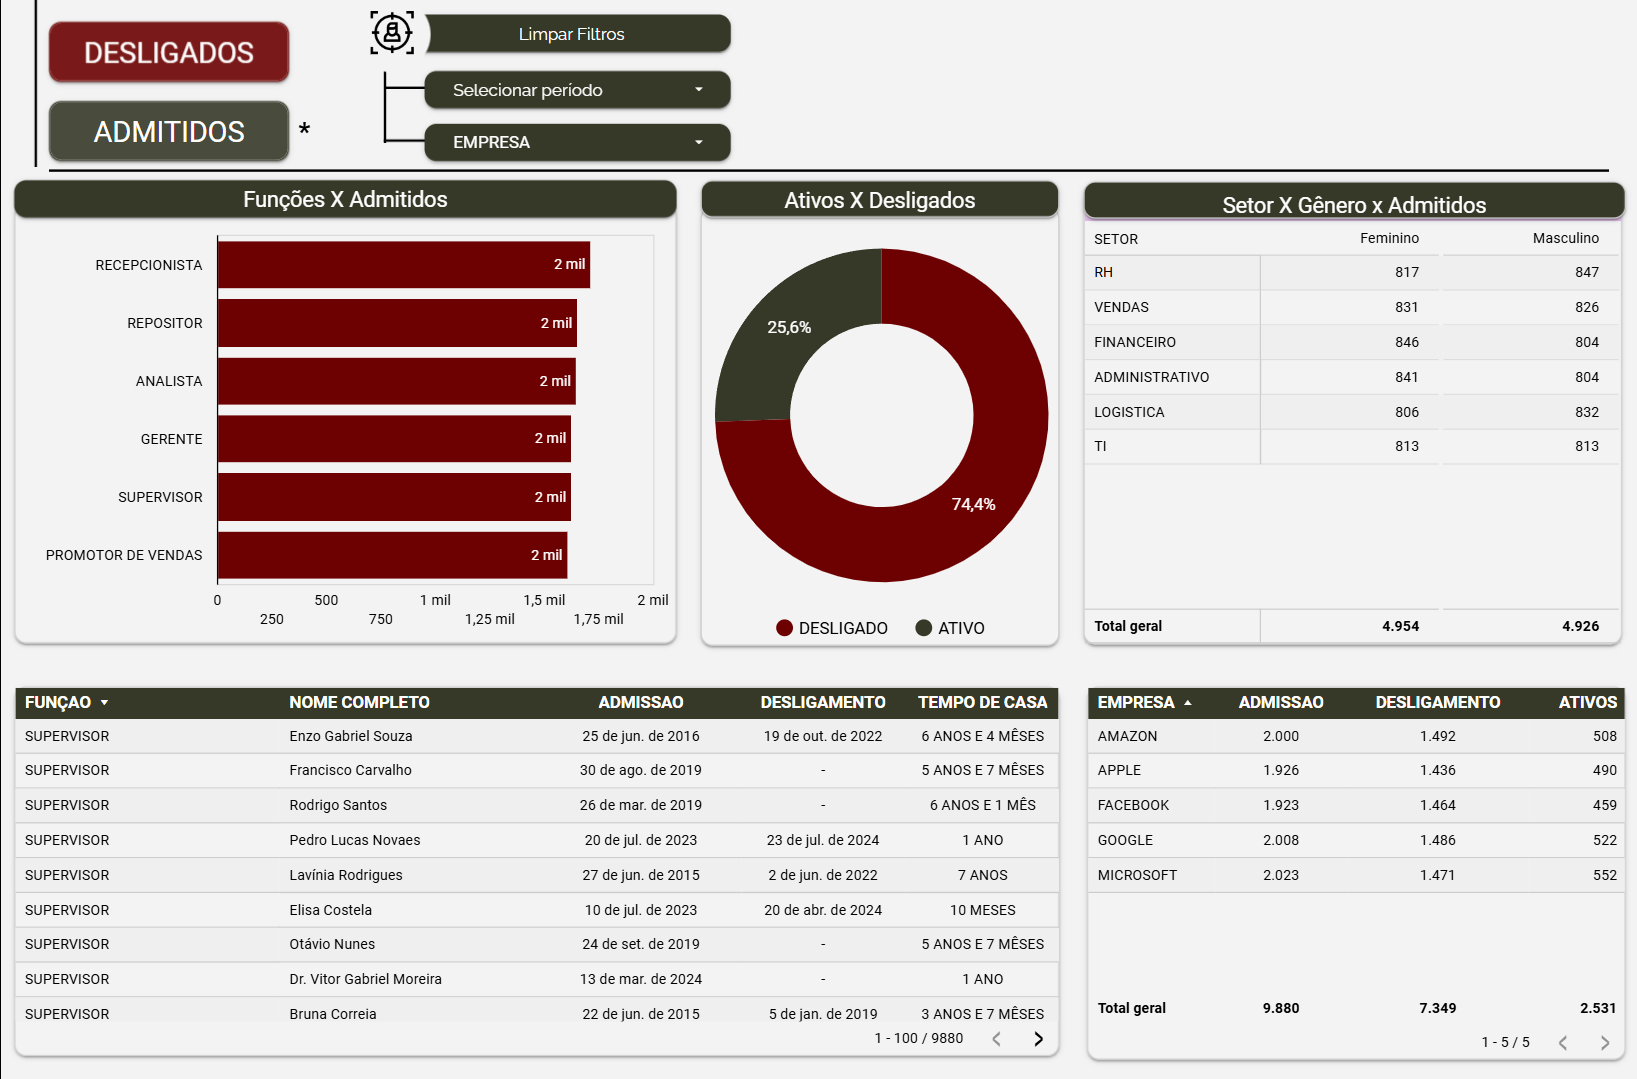 DESLIGADOS
ADMITIDOS *
Limpar Filtros
Selecionar período
EMPRESA
Funções X Admitidos
RECEPCIONISTA 2 mil
REPOSITOR 2 mil
ANALISTA 2 mil
GERENTE 2 mil
SUPERVISOR 2 mil
PROMOTOR DE VENDAS 2 mil
0 500 1 mil 1,5 mil 2 mil
250 750 1,25 mil 1,75 mil
Ativos X Desligados
25,6%
74,4%
DESLIGADO ATIVO
Setor X Gênero x Admitidos
SETOR Feminino Masculino
RH 817 847
VENDAS 831 826
FINANCEIRO 846 804
ADMINISTRATIVO 841 804
LOGISTICA 806 832
TI 813 813
Total geral 4.954 4.926
FUNÇAO NOME COMPLETO ADMISSAO DESLIGAMENTO TEMPO DE CASA
SUPERVISOR Enzo Gabriel Souza 25 de jun. de 2016 19 de out. de 2022 6 ANOS E 4 MÊSES
SUPERVISOR Francisco Carvalho 30 de ago. de 2019 - 5 ANOS E 7 MÊSES
SUPERVISOR Rodrigo Santos 26 de mar. de 2019 - 6 ANOS E 1 MÊS
SUPERVISOR Pedro Lucas Novaes 20 de jul. de 2023 23 de jul. de 2024 1 ANO
SUPERVISOR Lavínia Rodrigues 27 de jun. de 2015 2 de jun. de 2022 7 ANOS
SUPERVISOR Elisa Costela 10 de jul. de 2023 20 de abr. de 2024 10 MESES
SUPERVISOR Otávio Nunes 24 de set. de 2019 - 5 ANOS E 7 MÊSES
SUPERVISOR Dr. Vitor Gabriel Moreira 13 de mar. de 2024 - 1 ANO
SUPERVISOR Bruna Correia 22 de jun. de 2015 5 de jan. de 2019 3 ANOS E 7 MÊSES
1 - 100 / 9880
EMPRESA ADMISSAO DESLIGAMENTO ATIVOS
AMAZON 2.000 1.492 508
APPLE 1.926 1.436 490
FACEBOOK 1.923 1.464 459
GOOGLE 2.008 1.486 522
MICROSOFT 2.023 1.471 552
Total geral 9.880 7.349 2.531
1 - 5 / 5